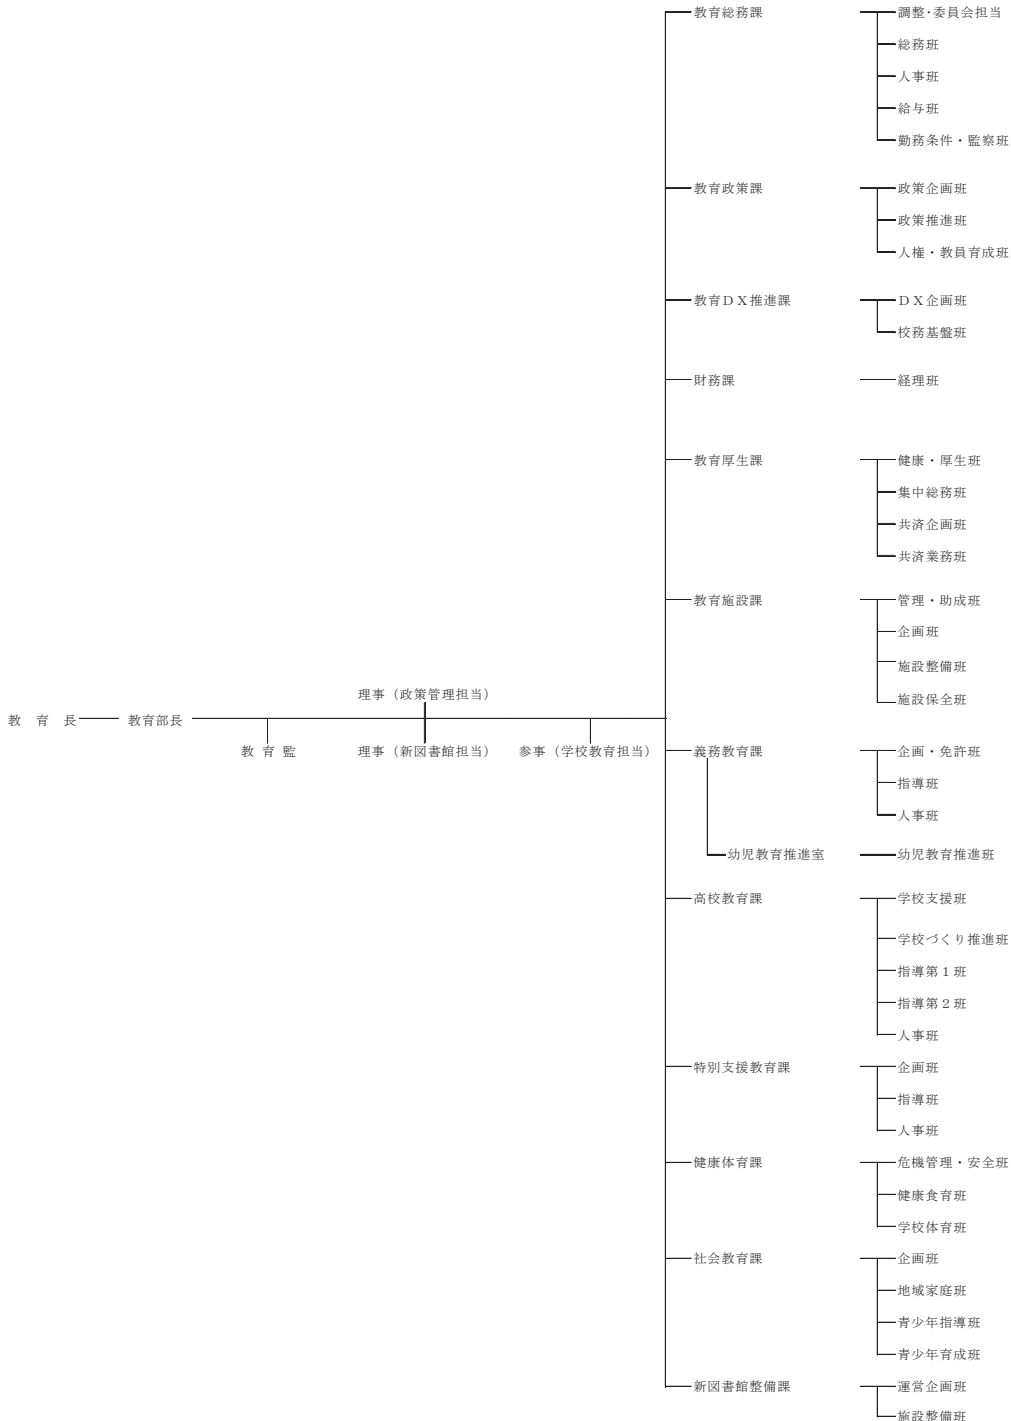 教育総務課 調整・委員会担当
総務班
人事班
給与班
勤務条件・監察班
教育政策課 政策企画班
政策推進班
人権・教員育成班
教育ＤＸ推進課 ＤＸ企画班
校務基盤班
財務課 経理班
教育厚生課 健康・厚生班
集中総務班
共済企画班
共済業務班
教育施設課 管理・助成班
企画班
施設整備班
施設保全班
理事（政策管理担当）
教　育　長 教育部長
教 育 監 理事（新図書館担当） 参事（学校教育担当） 義務教育課 企画・免許班
指導班
人事班
幼児教育推進室 幼児教育推進班
高校教育課 学校支援班
学校づくり推進班
指導第１班
指導第２班
人事班
特別支援教育課 企画班
指導班
人事班
健康体育課 危機管理・安全班
健康食育班
学校体育班
社会教育課 企画班
地域家庭班
青少年指導班
青少年育成班
新図書館整備課 運営企画班
施設整備班